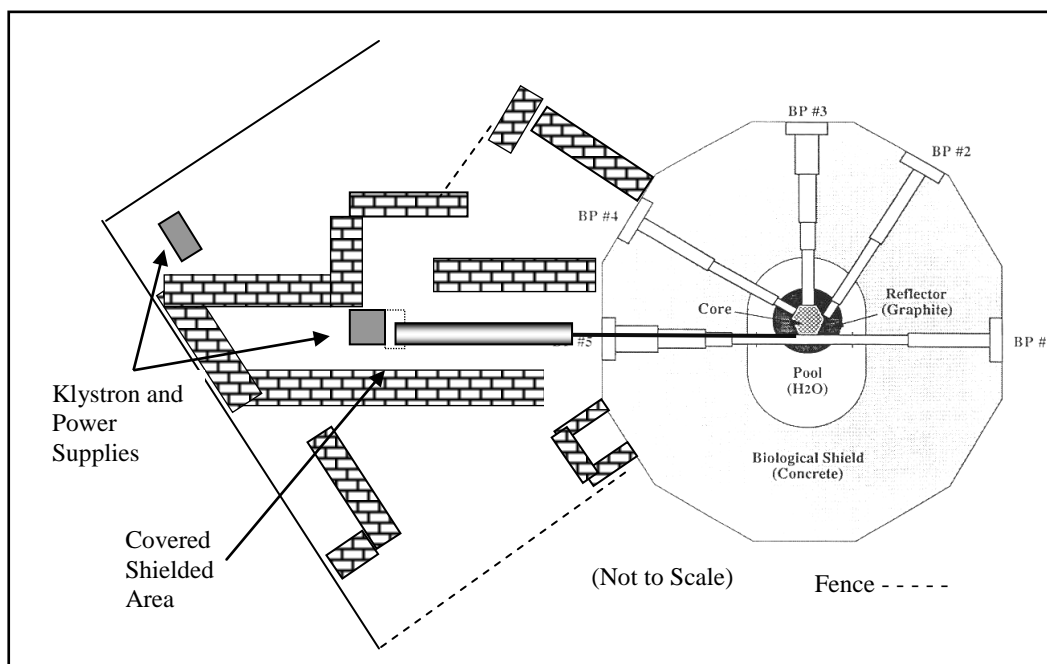 BP #3
BP #2
BP #4
Core
Reflector
(Graphite)
#5
BP #
Pool
(H2O)
Klystron and
Power
Supplies
Biological Shield
(Concrete)
Covered
Shielded
Area
(Not to Scale)
Fence - - - - -